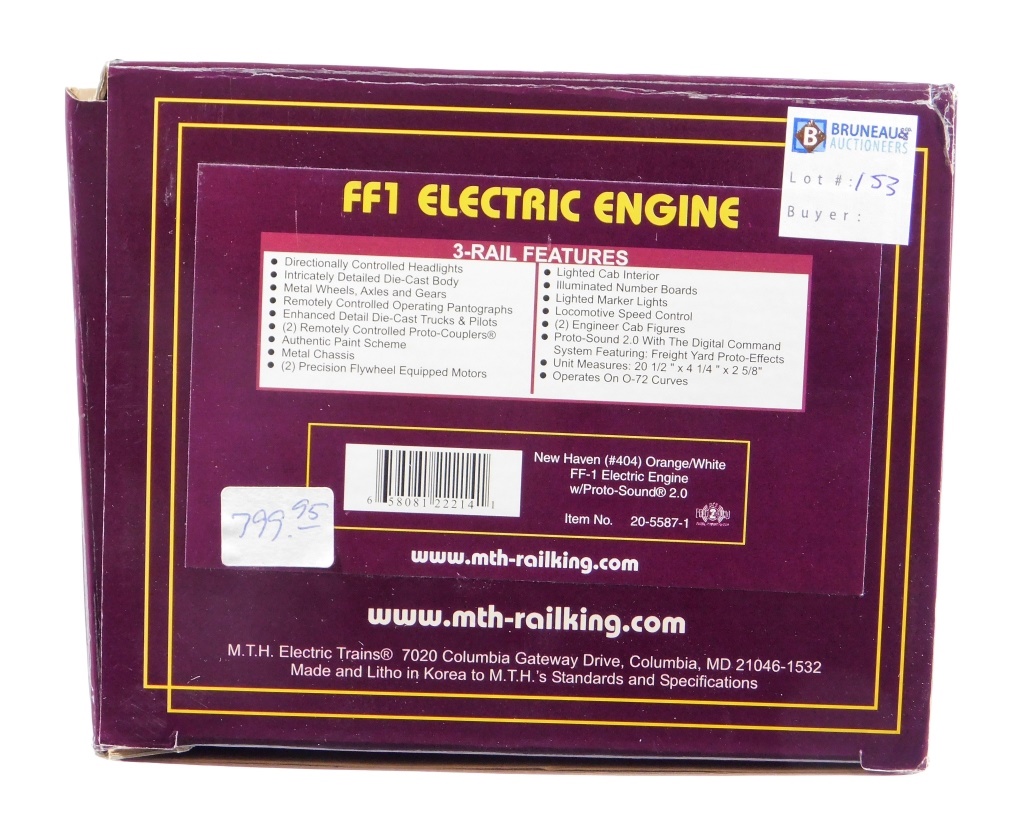 BRUNEAU & CO.
AUCTIONEERS
Lot #: 153
Buyer:
FF1 ELECTRIC ENGINE
3-RAIL FEATURES
● Directionally Controlled Headlights
● Intricately Detailed Die-Cast Body
● Metal Wheels, Axles and Gears
● Remotely Controlled Operating Pantographs
● Enhanced Detail Die-Cast Trucks & Pilots
● (2) Remotely Controlled Proto-Couplers®
● Authentic Paint Scheme
● Metal Chassis
● (2) Precision Flywheel Equipped Motors
● Lighted Cab Interior
● Illuminated Number Boards
● Lighted Marker Lights
● Locomotive Speed Control
● (2) Engineer Cab Figures
● Proto-Sound 2.0 With The Digital Command
System Featuring: Freight Yard Proto-Effects
● Unit Measures: 20 1/2 " x 4 1/4 " x 2 5/8"
● Operates On O-72 Curves
6 58081 22214 1
New Haven (#404) Orange/White
FF-1 Electric Engine
w/Proto-Sound® 2.0
Item No. 20-5587-1
799.95
www.mth-railking.com
www.mth-railking.com
M.T.H. Electric Trains® 7020 Columbia Gateway Drive, Columbia, MD 21046-1532
Made and Litho in Korea to M.T.H.'s Standards and Specifications